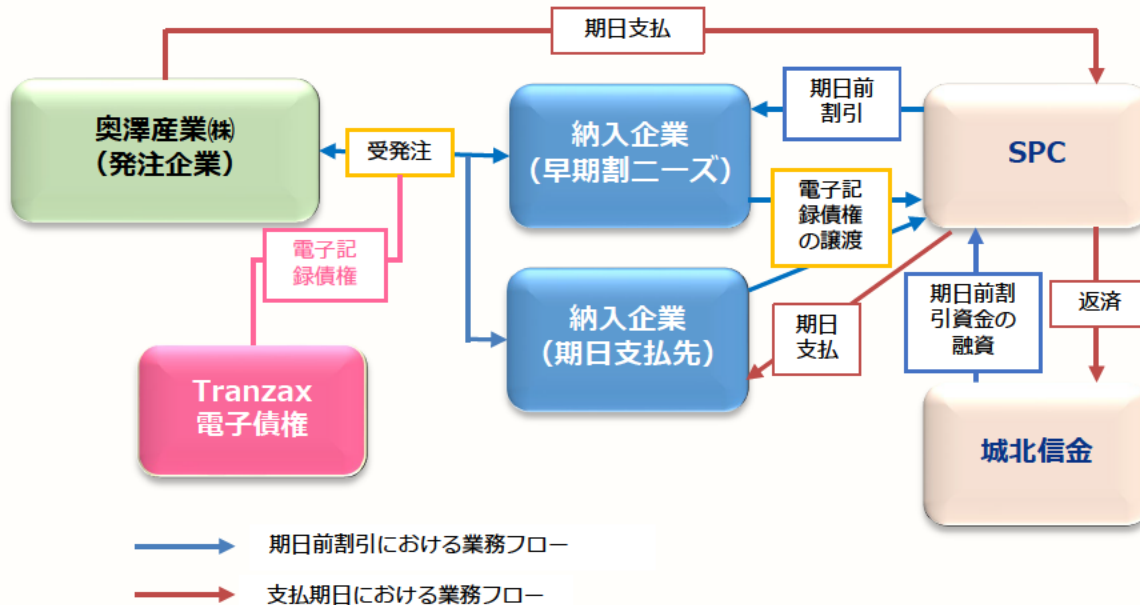 期日支払
奥澤産業㈱
（発注企業）
受発注
納入企業
（早期割ニーズ）
期日前
割引
SPC
電子記
録債権
の譲渡
電子記
録債権
納入企業
（期日支払先）
期日
支払
期日前割
引資金の
融資
返済
Tranzax
電子債権
城北信金
期日前割引における業務フロー
支払期日における業務フロー